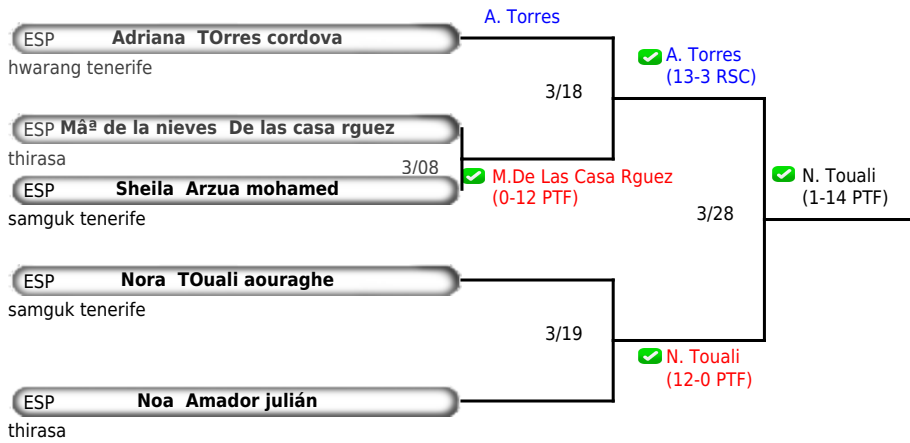 A. Torres
ESP Adriana TOrres cordova
hwarang tenerife
A. Torres
(13-3 RSC)
3/18
ESP Mâª de la nieves De las casa rguez
thirasa
3/08
M.De Las Casa Rguez
(0-12 PTF)
ESP Sheila Arzua mohamed
samguk tenerife
N. Touali
(1-14 PTF)
3/28
ESP Nora TOuali aouraghe
samguk tenerife
3/19
N. Touali
(12-0 PTF)
ESP Noa Amador julián
thirasa